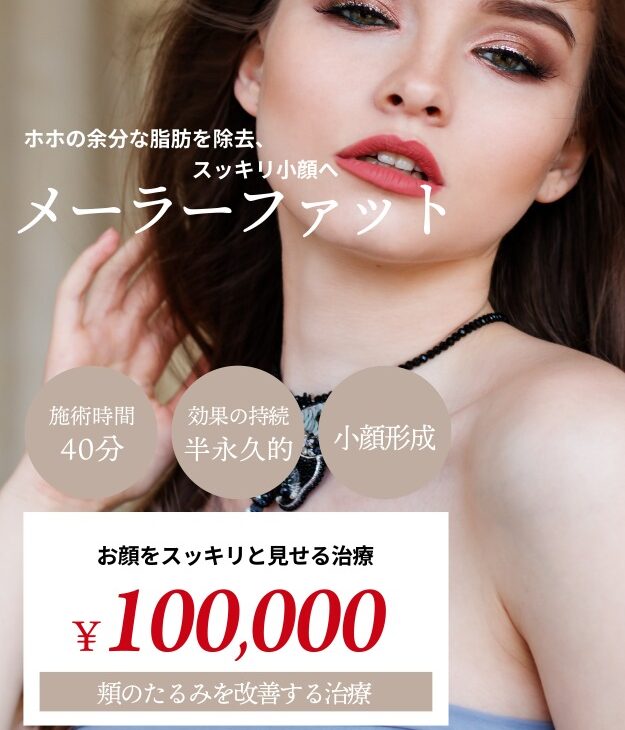 ホホの余分な脂肪を除去、
スッキリ小顔へ
メーラーファット
施術時間
40分
効果の持続
半永久的
小顔形成
お顔をスッキリと見せる治療
¥100,000
頬のたるみを改善する治療